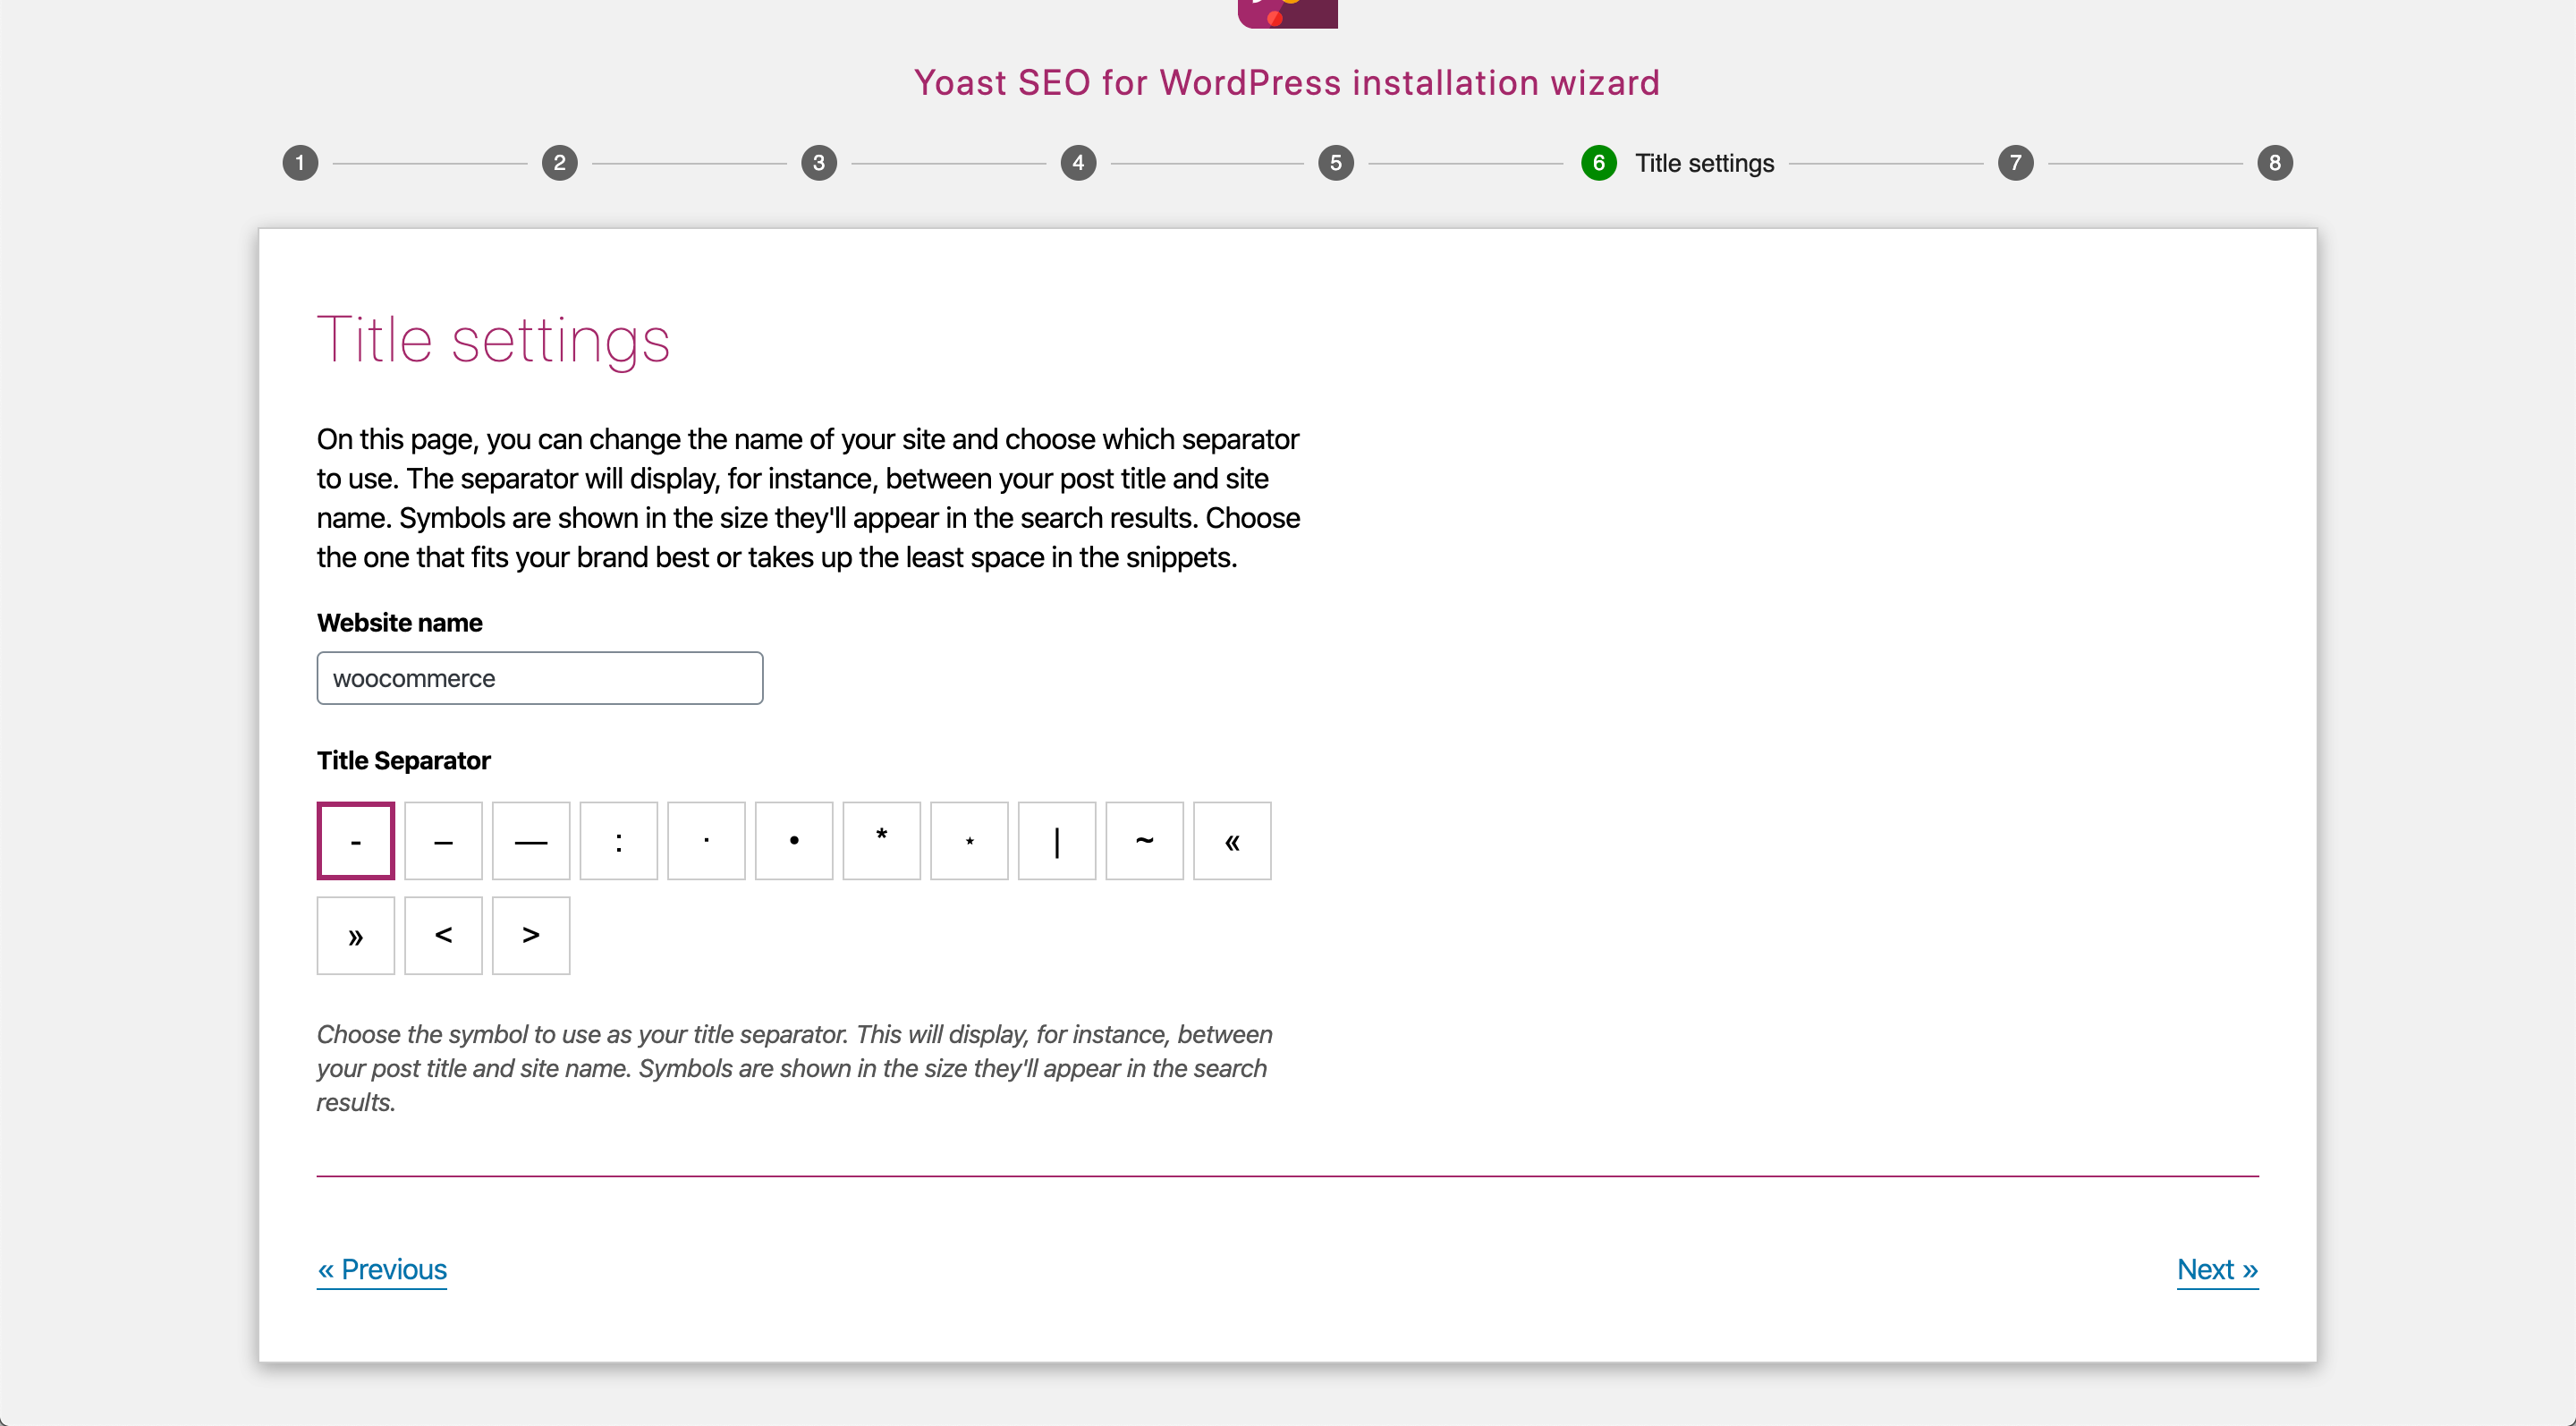 Yoast SEO for WordPress installation wizard
1 2 3 4 5 6 Title settings 7 8
Title settings
On this page, you can change the name of your site and choose which separator
to use. The separator will display, for instance, between your post title and site
name. Symbols are shown in the size they'll appear in the search results. Choose
the one that fits your brand best or takes up the least space in the snippets.
Website name
woocommerce
Title Separator
- – — : · • * ⋆ | ~ «
» < >
Choose the symbol to use as your title separator. This will display, for instance, between
your post title and site name. Symbols are shown in the size they'll appear in the search
results.
« Previous
Next »